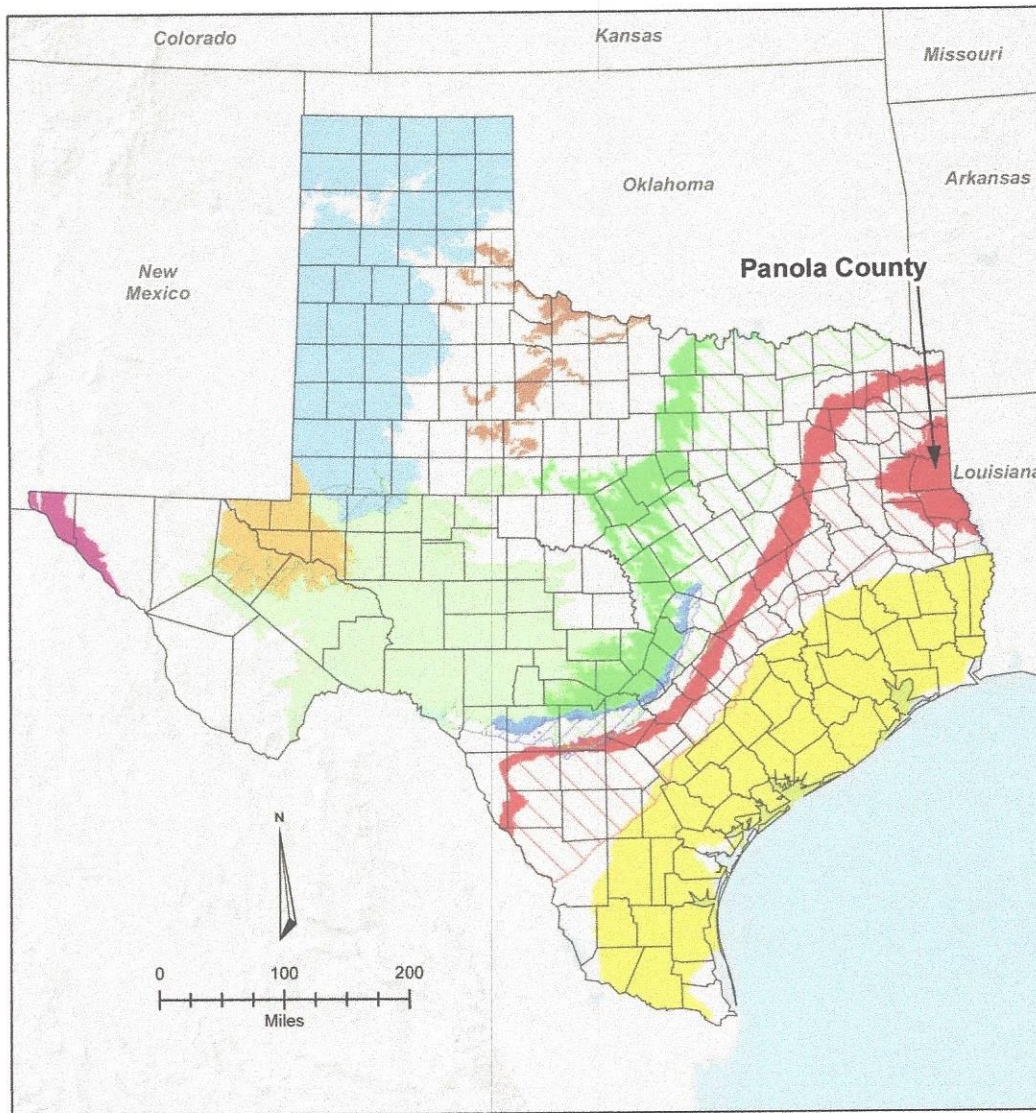 Colorado
Kansas
Missouri
Oklahoma
Arkansas
New
Mexico
Panola County
Louisiana
N
0 100 200
Miles